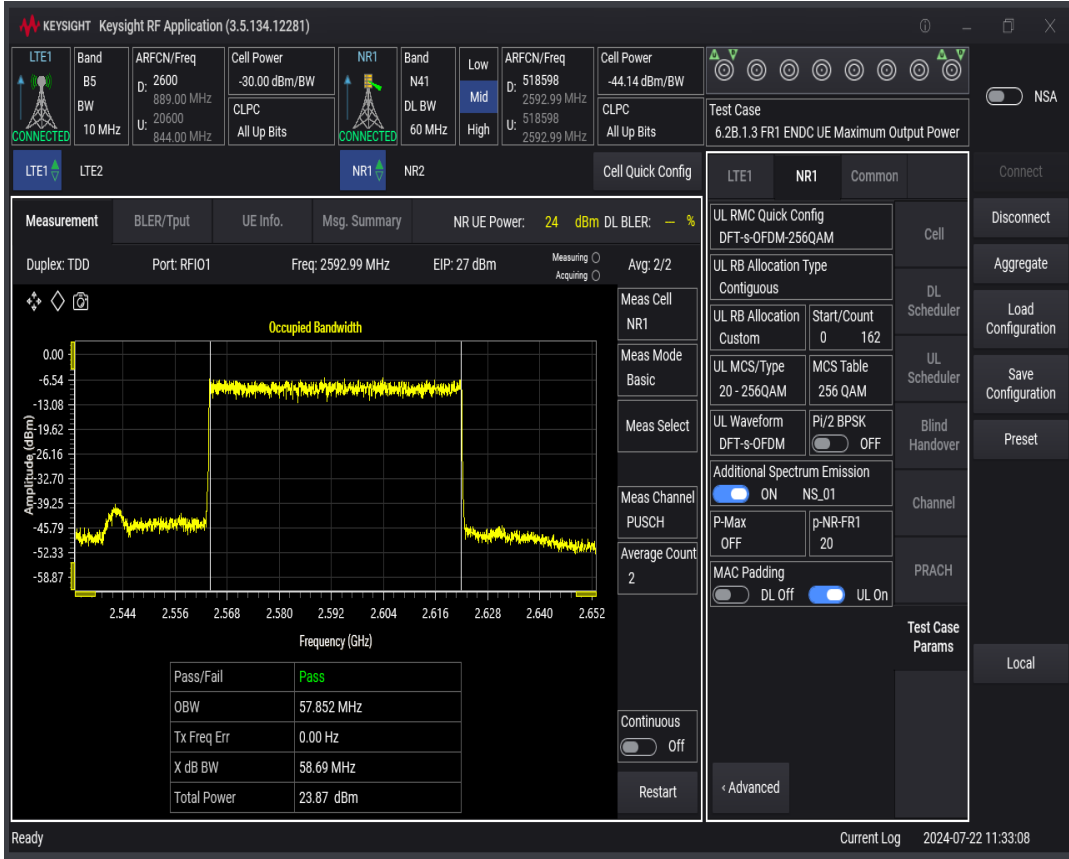 KEYSIGHT Keysight RF Application (3.5.134.12281)
LTE1 Band ARFCN/Freq Cell Power NR1 Band Low ARFCN/Freq Cell Power
B5 D: 2600 -30.00 dBm/BW N41 D: 518598 -44.14 dBm/BW
889.00 MHz Mid 2592.99 MHz
BW CLPC DL BW CLPC Test Case
CONNECTED 10 MHz U: 20600 All Up Bits CONNECTED 60 MHz High U: 518598 All Up Bits 6.2B.1.3 FR1 ENDC UE Maximum Output Power
844.00 MHz 2592.99 MHz
NSA
LTE1 LTE2 NR1 NR2 Cell Quick Config LTE1 NR1 Common Connect
Measurement BLER/Tput UE Info. Msg. Summary NR UE Power: 24 dBm DL BLER: -- %
Duplex: TDD Port: RFIO1 Freq: 2592.99 MHz EIP: 27 dBm Measuring Avg: 2/2
Acquiring
Occupied Bandwidth
Amplitude (dBm)
0.00
-6.54
-13.08
-19.62
-26.16
-32.70
-39.25
-45.79
-52.33
-58.87
2.544 2.556 2.568 2.580 2.592 2.604 2.616 2.628 2.640 2.652
Frequency (GHz)
Pass/Fail Pass
OBW 57.852 MHz
Tx Freq Err 0.00 Hz
X dB BW 58.69 MHz
Total Power 23.87 dBm
Meas Cell
NR1
Meas Mode
Basic
Meas Select
Meas Channel
PUSCH
Average Count
2
Continuous
Off
Restart
UL RMC Quick Config
DFT-s-OFDM-256QAM
UL RB Allocation Type
Contiguous
UL RB Allocation Start/Count
Custom 0 162
UL MCS/Type MCS Table
20 - 256QAM 256 QAM
UL Waveform Pi/2 BPSK
DFT-s-OFDM OFF
Additional Spectrum Emission
ON NS_01
P-Max p-NR-FR1
OFF 20
MAC Padding
DL Off UL On
‹ Advanced
Cell
DL
Scheduler
UL
Scheduler
Blind
Handover
Channel
PRACH
Test Case
Params
Disconnect
Aggregate
Load
Configuration
Save
Configuration
Preset
Local
Ready Current Log 2024-07-22 11:33:08